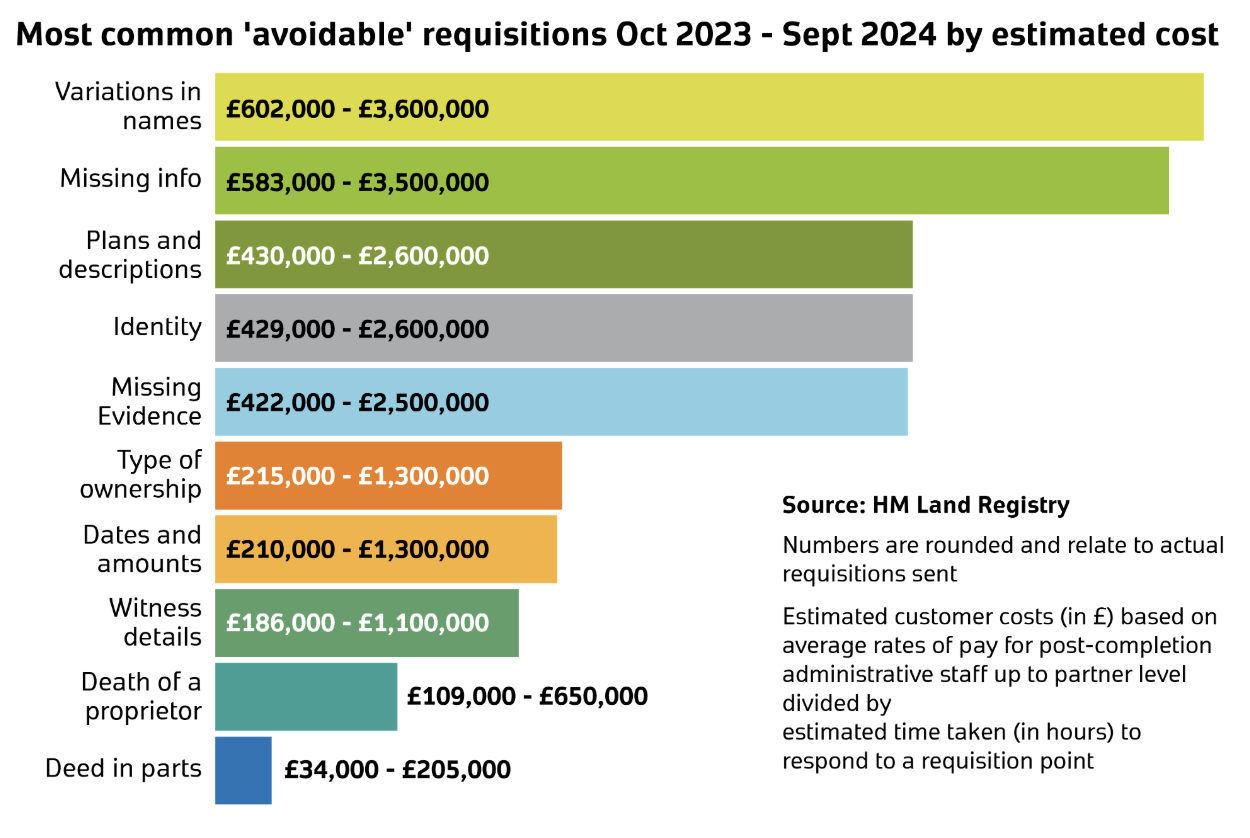 Most common 'avoidable' requisitions Oct 2023 - Sept 2024 by estimated cost
Variations in
names
£602,000 - £3,600,000
Missing info
£583,000 - £3,500,000
Plans and
descriptions
£430,000 - £2,600,000
Identity
£429,000 - £2,600,000
Missing
Evidence
£422,000 - £2,500,000
Type of
ownership
£215,000 - £1,300,000
Dates and
amounts
£210,000 - £1,300,000
Witness
details
£186,000 - £1,100,000
Death of a
proprietor
£109,000 - £650,000
Deed in parts
£34,000 - £205,000
Source: HM Land Registry
Numbers are rounded and relate to actual
requisitions sent
Estimated customer costs (in £) based on
average rates of pay for post-completion
administrative staff up to partner level
divided by
estimated time taken (in hours) to
respond to a requisition point